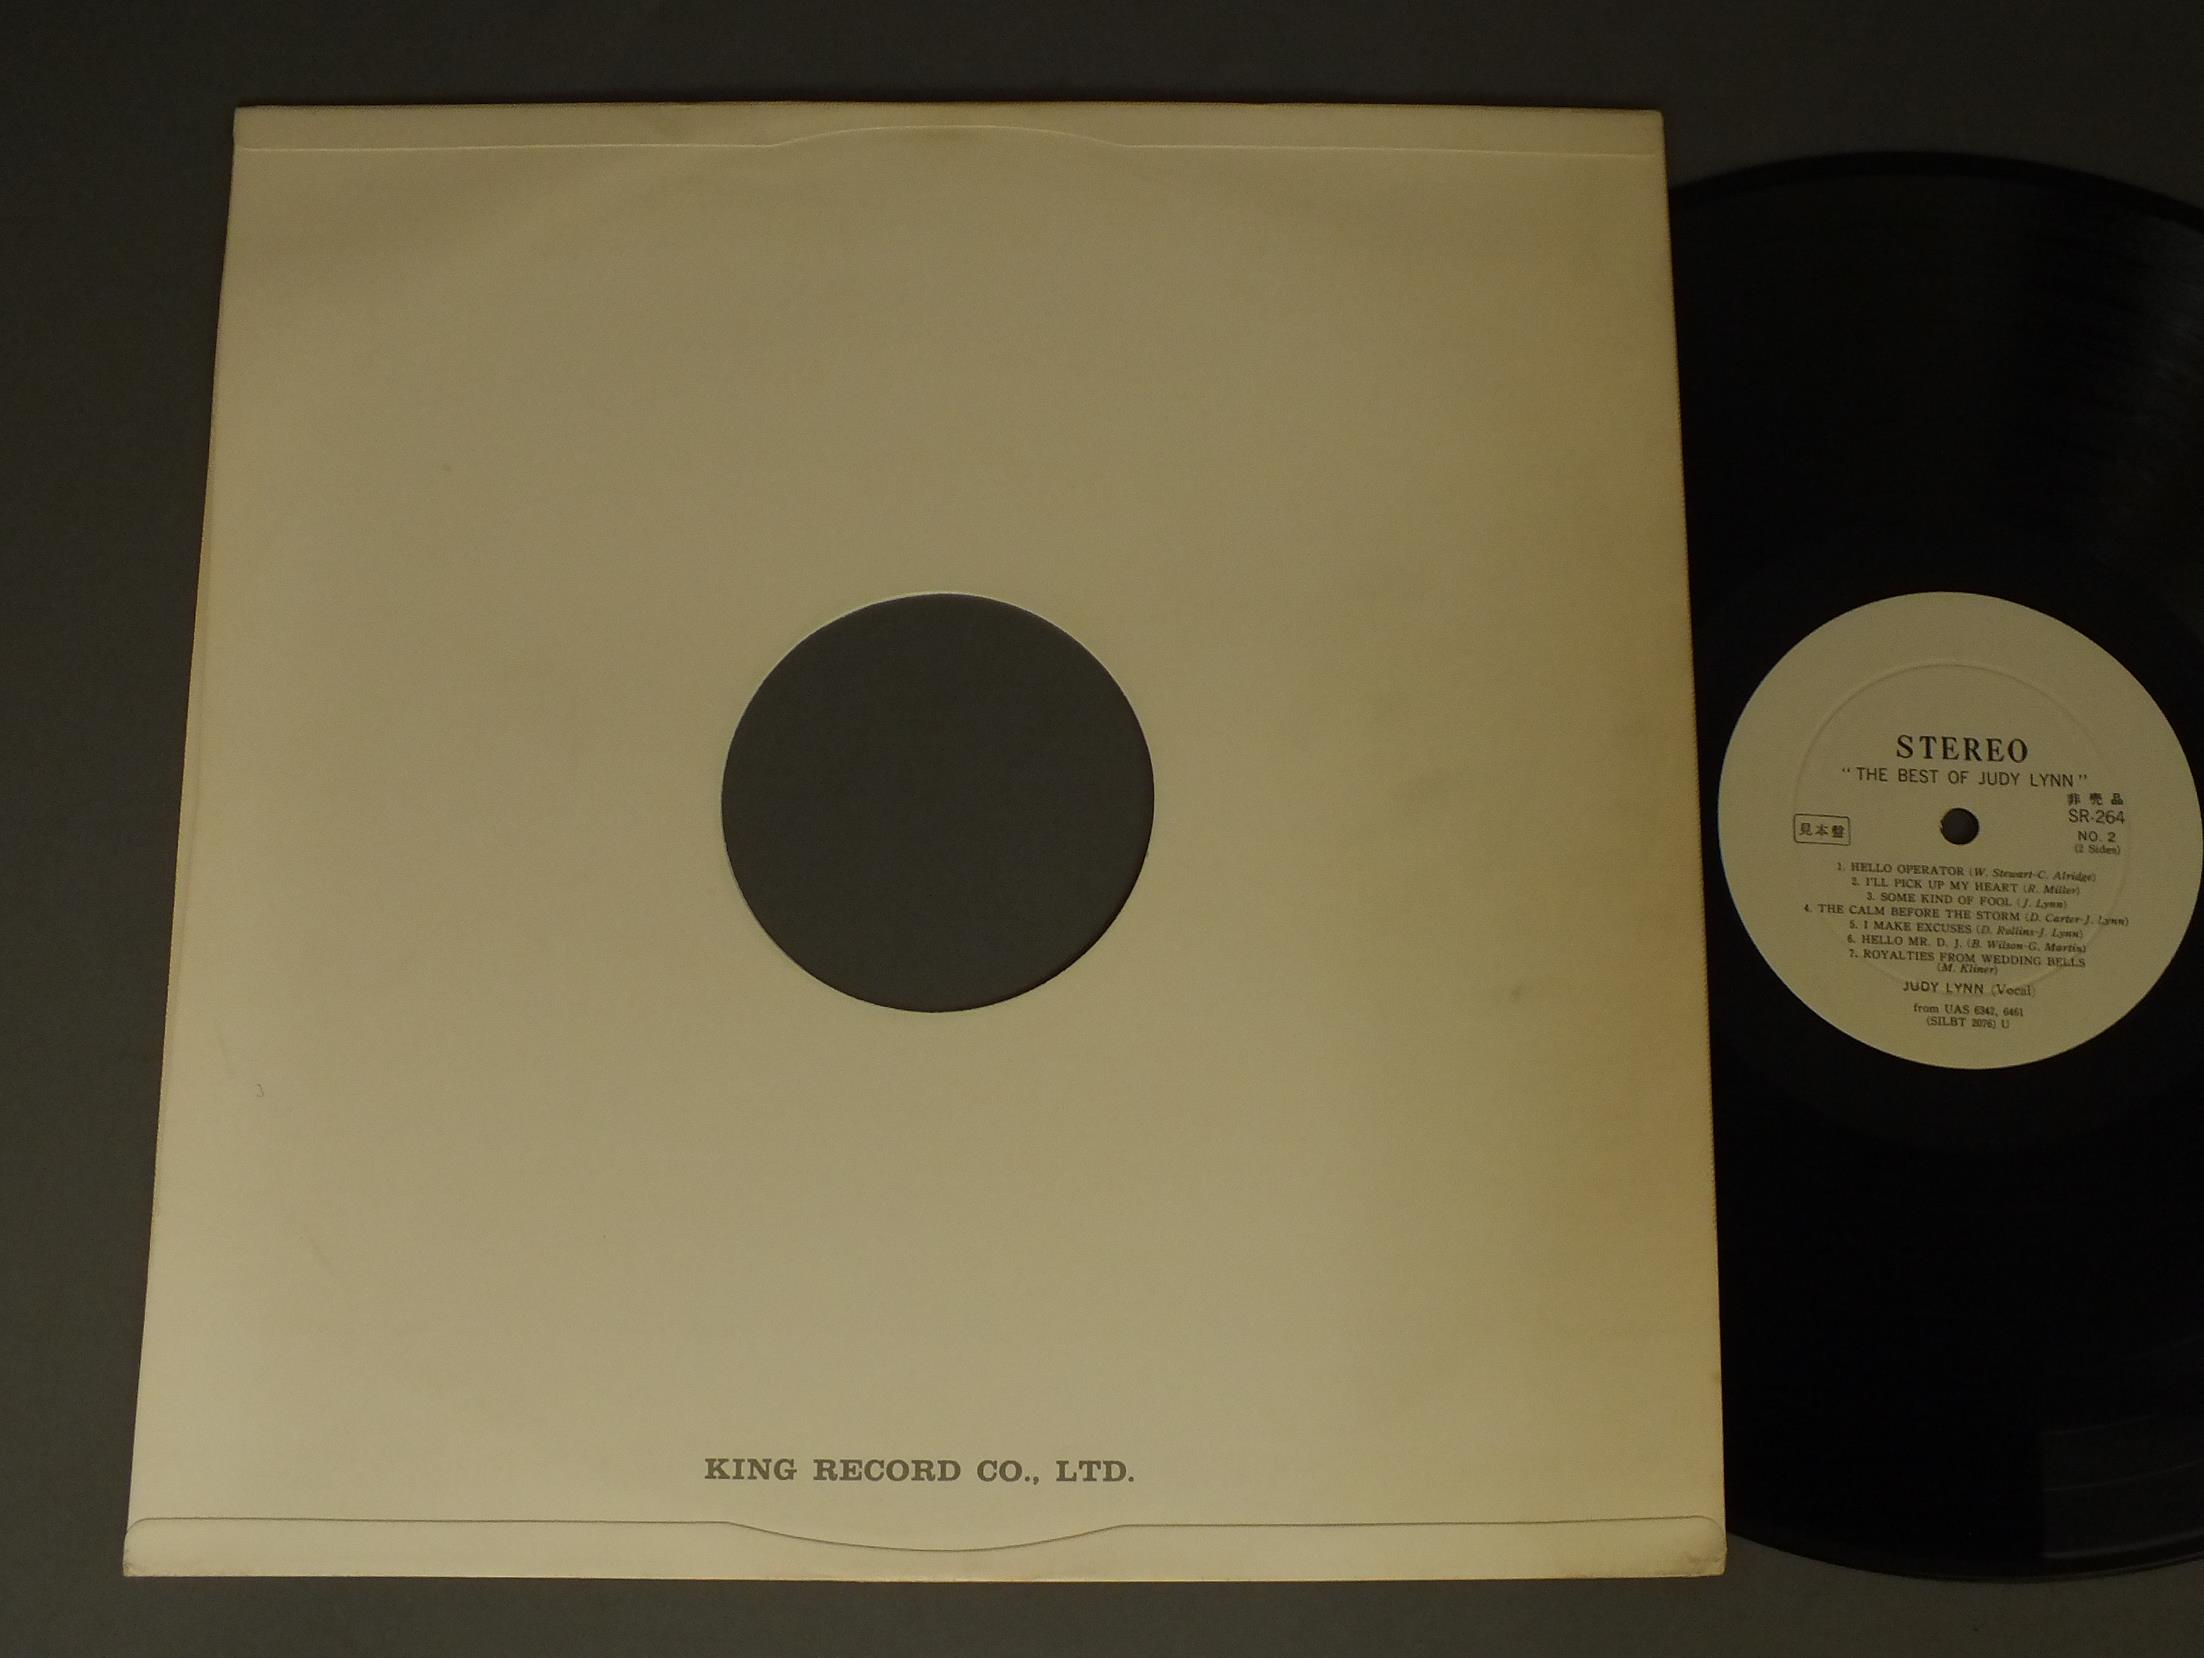 KING RECORD CO., LTD.
STEREO
"THE BEST OF JUDY LYNN"
非売品
見本盤
SR-264
NO. 2
(2 Sides)
1. HELLO OPERATOR (W. Stewart-C. Alridge)
2. I'LL PICK UP MY HEART (R. Miller)
3. SOME KIND OF FOOL (J. Lynn)
4. THE CALM BEFORE THE STORM (D. Carter-J. Lynn)
5. I MAKE EXCUSES (D. Rollins-J. Lynn)
6. HELLO MR. D. J. (B. Wilson-G. Martin)
7. ROYALTIES FROM WEDDING BELLS
(M. Kliner)
JUDY LYNN (Vocal)
from UAS 6342, 6461
(SILBT 2076) U